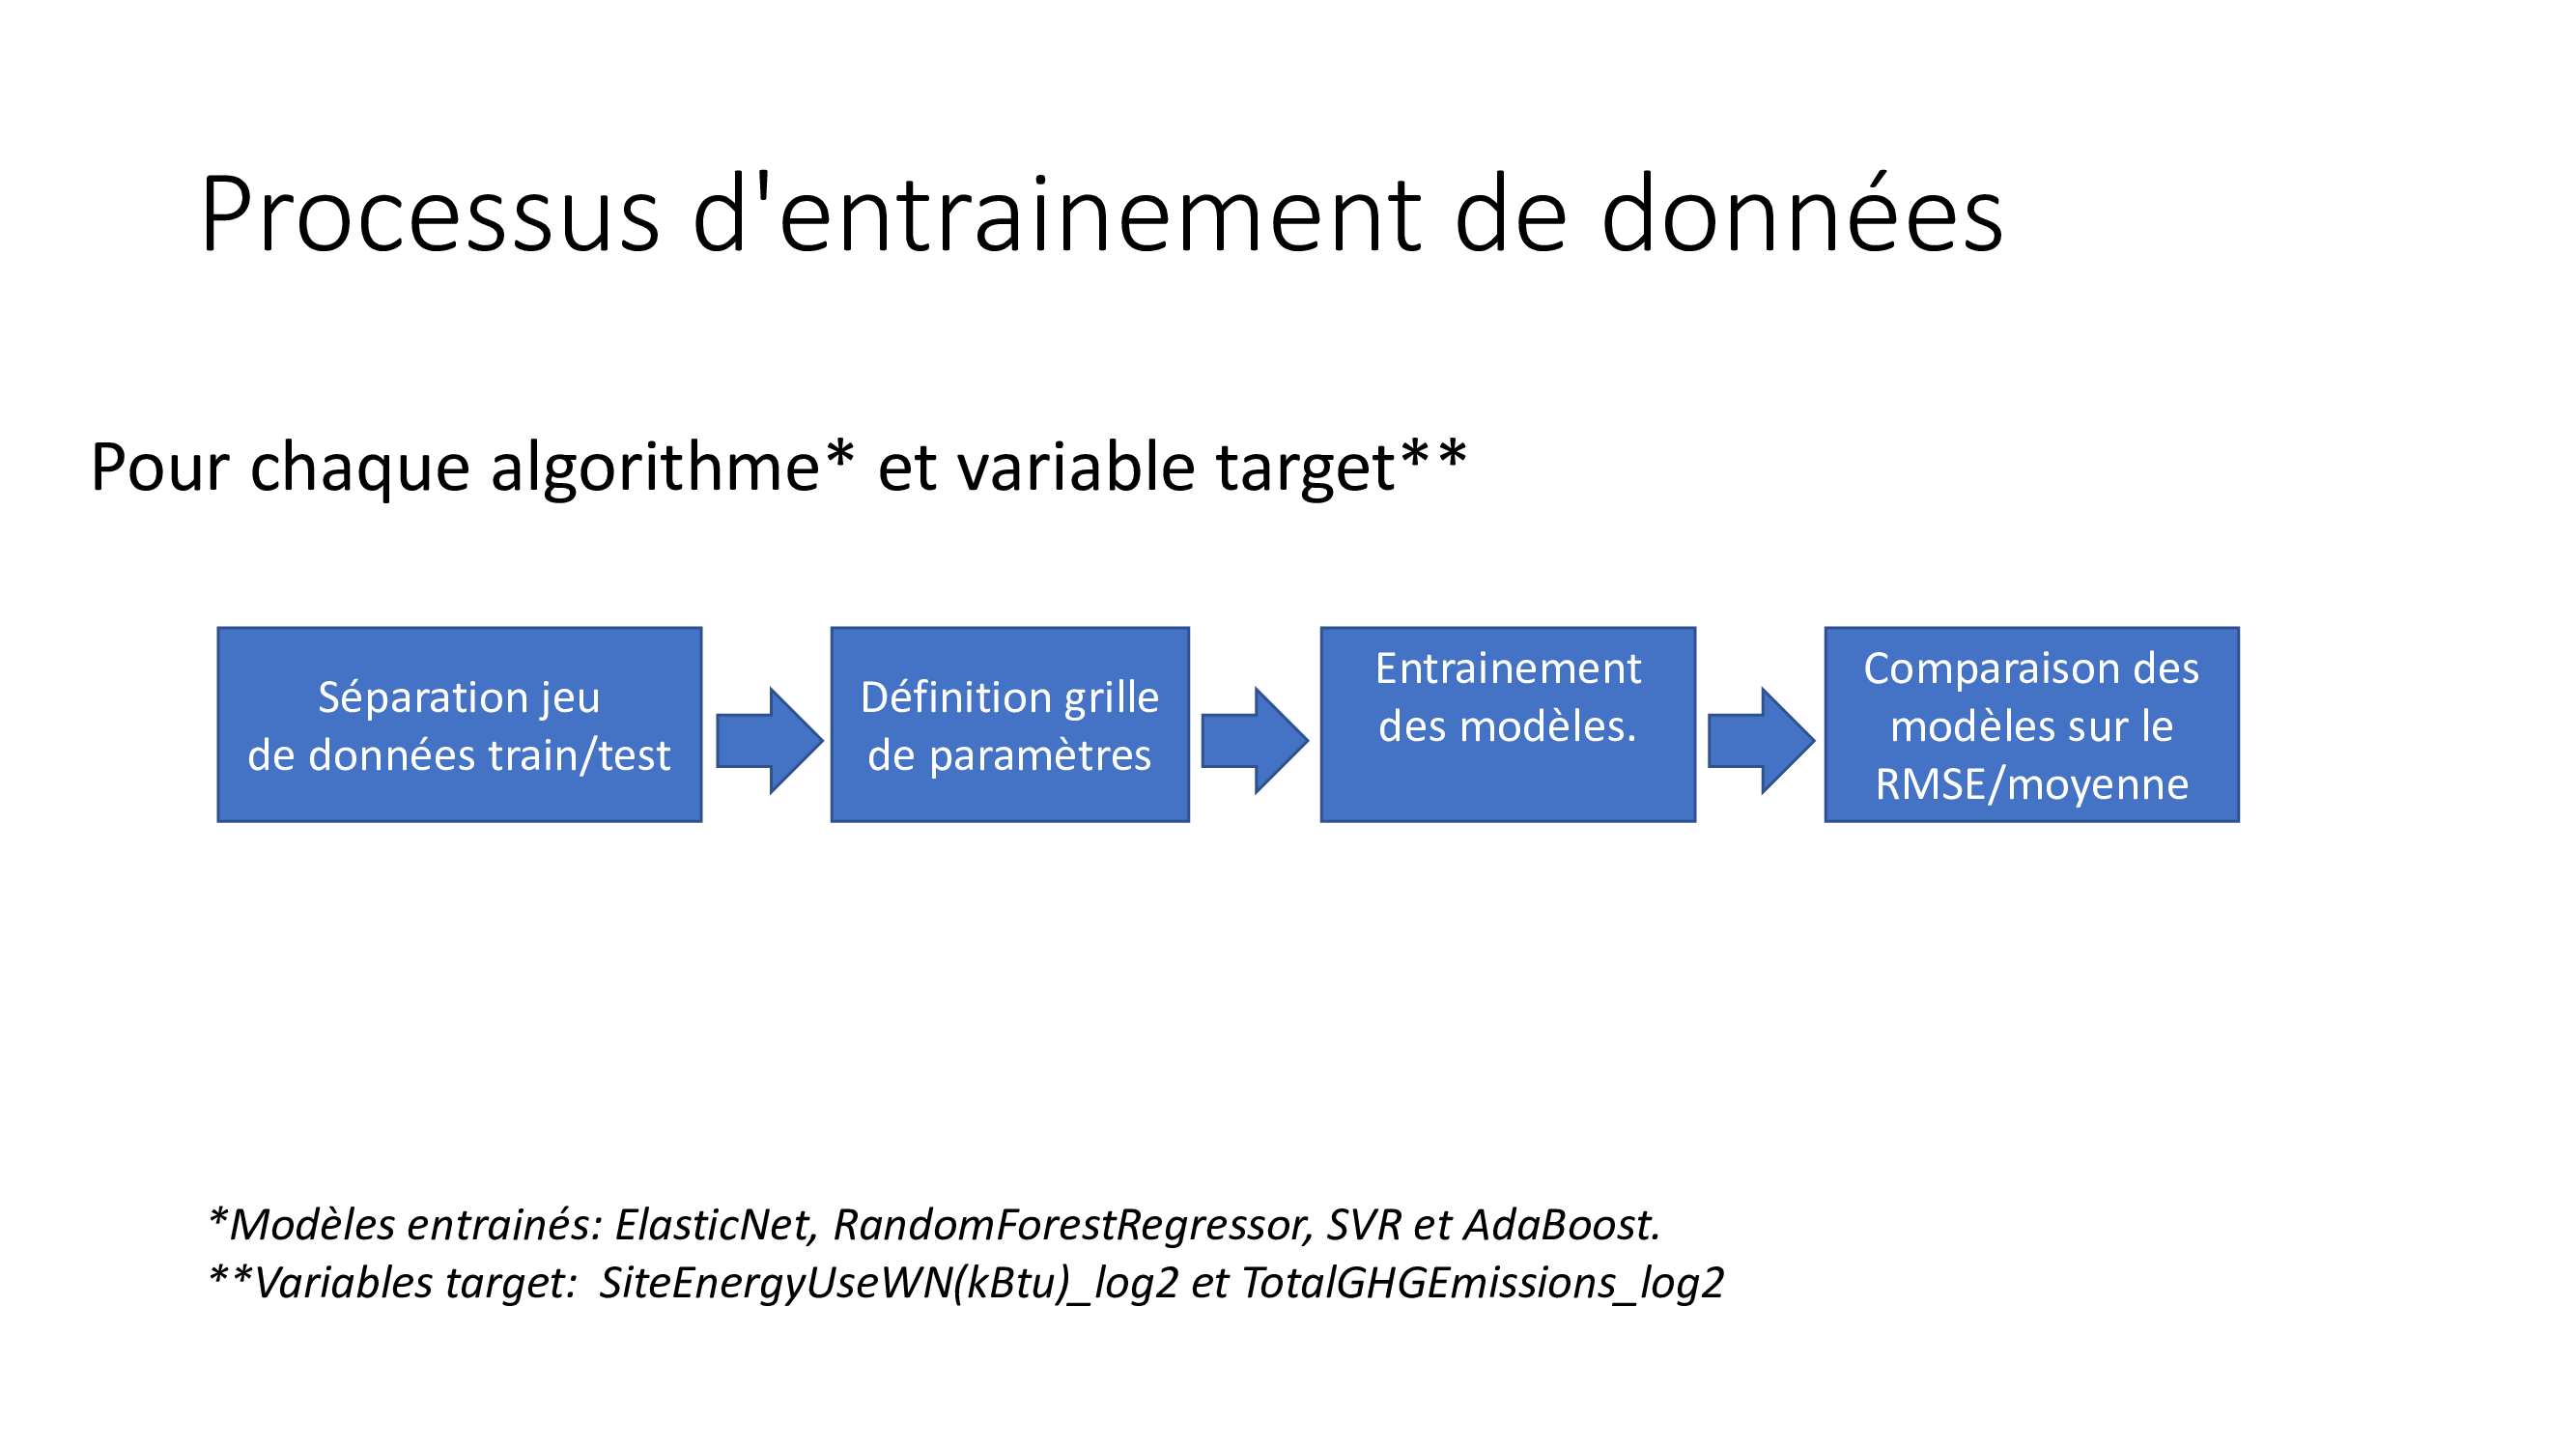 Processus d'entrainement de données
Pour chaque algorithme* et variable target**
Séparation jeu
de données train/test
Définition grille
de paramètres
Entrainement
des modèles.
Comparaison des
modèles sur le
RMSE/moyenne
*Modèles entrainés: ElasticNet, RandomForestRegressor, SVR et AdaBoost.
**Variables target:  SiteEnergyUseWN(kBtu)_log2 et TotalGHGEmissions_log2